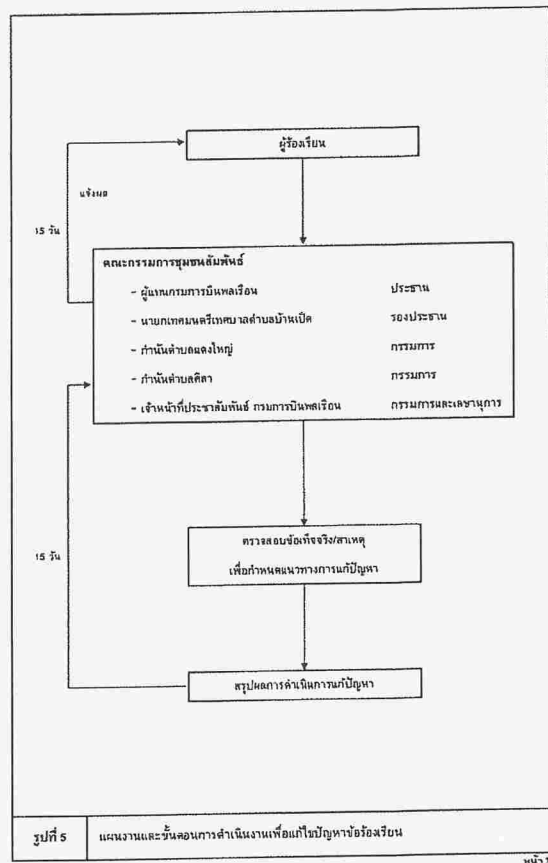 ผู้ร้องเรียน
แจ้งผล
15 วัน
คณะกรรมการชุมชนสัมพันธ์
- ผู้แทนกรมการบินพลเรือน ประธาน
- นายกเทศมนตรีเทศบาลตำบลบ้านเป็ด รองประธาน
- กำนันตำบลแดงใหญ่ กรรมการ
- กำนันตำบลศิลา กรรมการ
- เจ้าหน้าที่ประชาสัมพันธ์ กรมการบินพลเรือน กรรมการและเลขานุการ
ตรวจสอบข้อเท็จจริง/สาเหตุ
15 วัน
เพื่อกำหนดแนวทางการแก้ปัญหา
สรุปผลการดำเนินการแก้ปัญหา
รูปที่ 5 แผนงานและขั้นตอนการดำเนินงานเพื่อแก้ไขปัญหาข้อร้องเรียน
หน้า